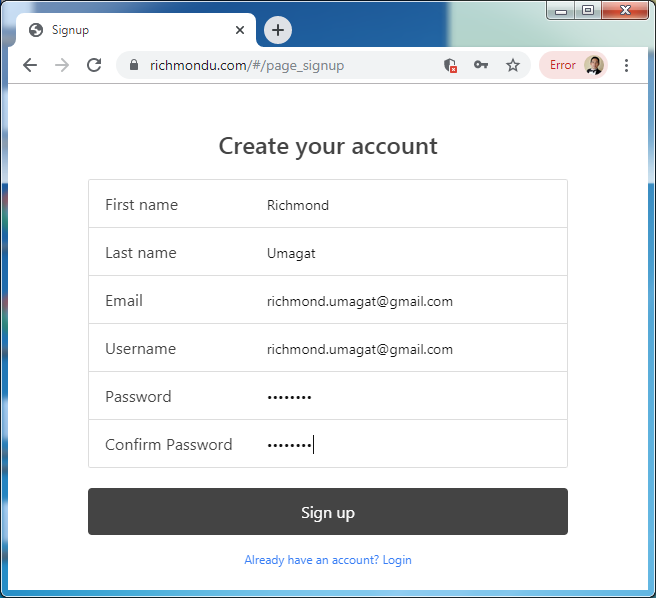 Signup
richmondu.com/#/page_signup
Error
Create your account
First name Richmond
Last name Umagat
Email richmond.umagat@gmail.com
Username richmond.umagat@gmail.com
Password ••••••••
Confirm Password ••••••••
Sign up
Already have an account? Login